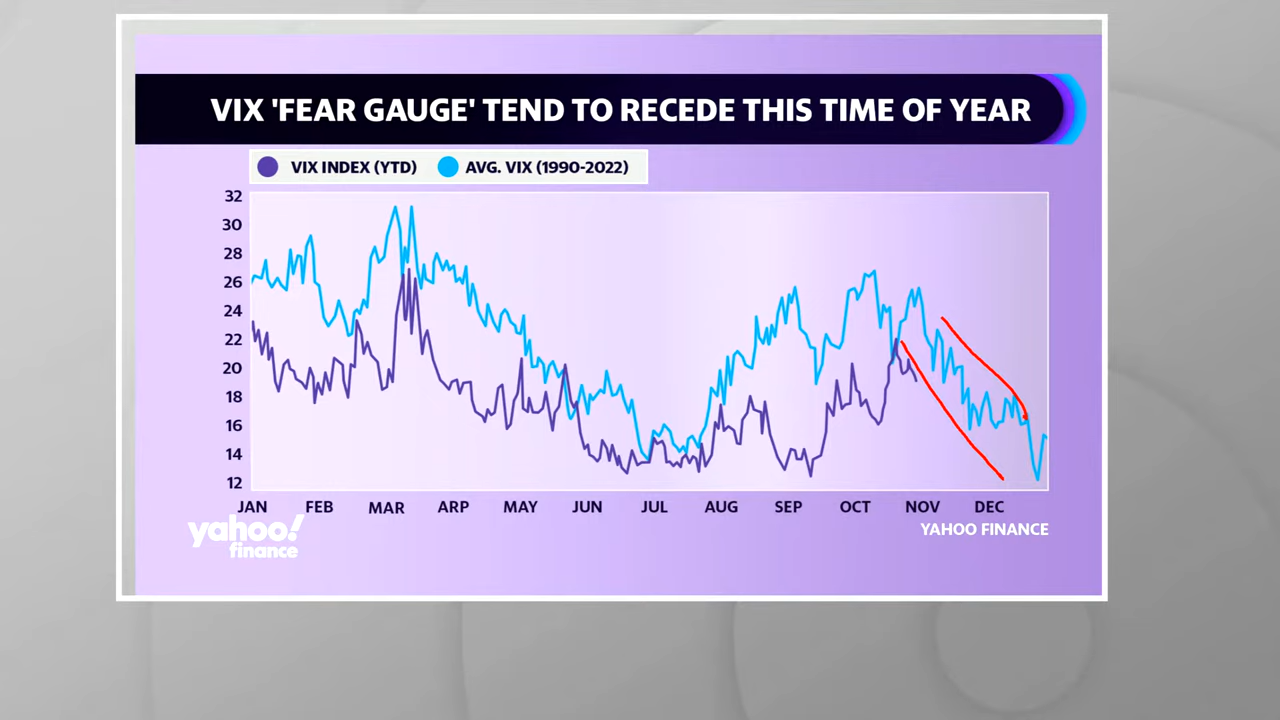 VIX 'FEAR GAUGE' TEND TO RECEDE THIS TIME OF YEAR
VIX INDEX (YTD) AVG. VIX (1990-2022)
32
30
28
26
24
22
20
18
16
14
12
JAN FEB MAR ARP MAY JUN JUL AUG SEP OCT NOV DEC
yahoo!
finance
YAHOO FINANCE